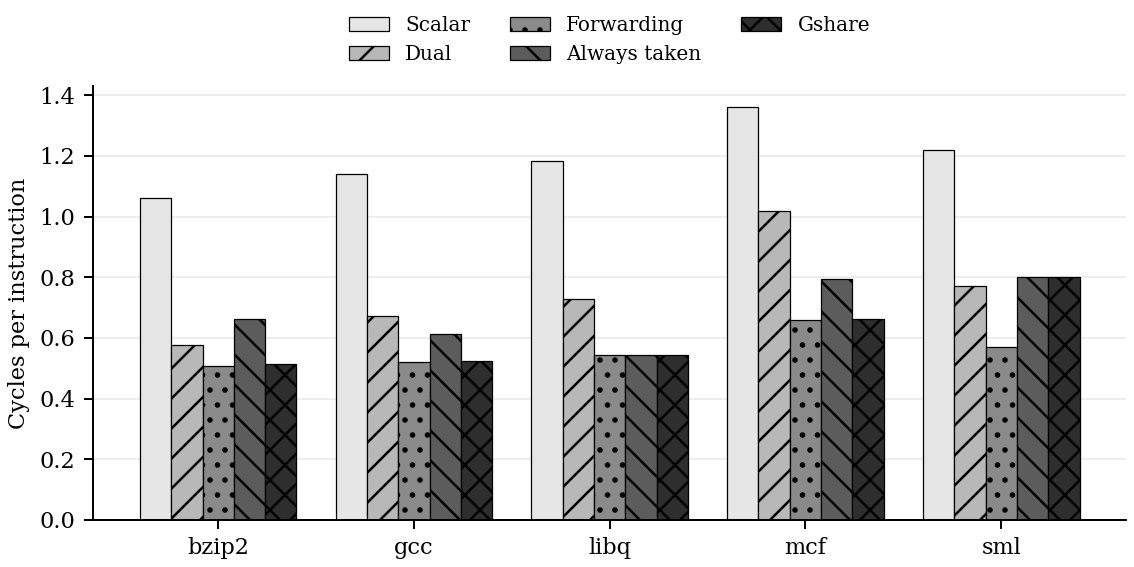 Scalar Forwarding Gshare
Dual Always taken
Cycles per instruction
1.4
1.2
1.0
0.8
0.6
0.4
0.2
0.0
bzip2 gcc libq mcf sml